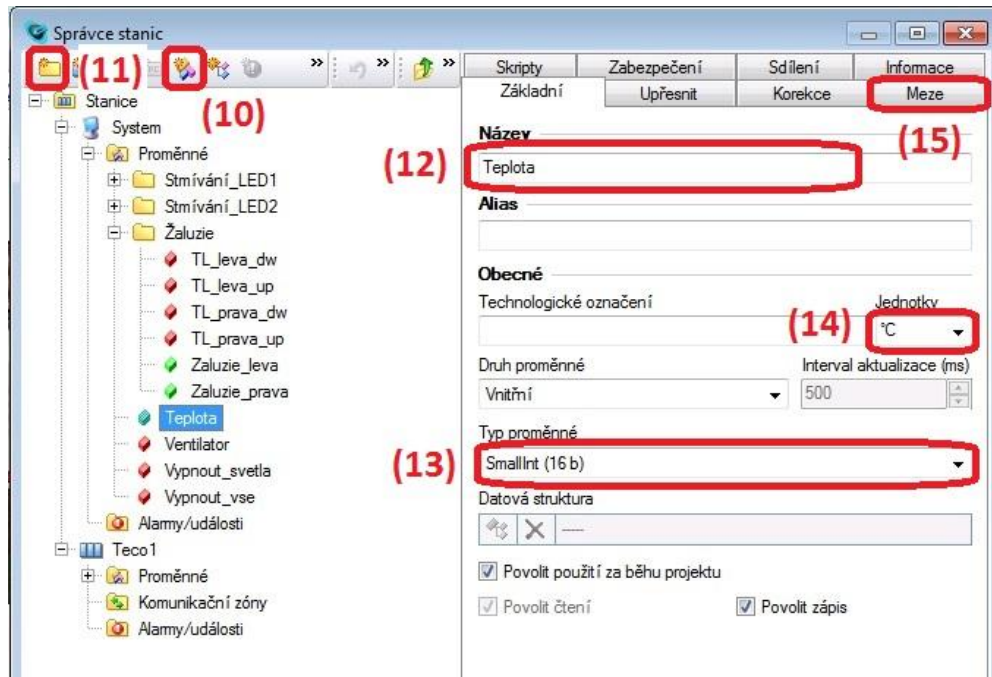 Správce stanic
(11)
(10)
»
»
»
Stanice
System
Proměnné
Stmívání_LED1
Stmívání_LED2
Žaluzie
TL_leva_dw
TL_leva_up
TL_prava_dw
TL_prava_up
Zaluzie_leva
Zaluzie_prava
Teplota
Ventilator
Vypnout_svetla
Vypnout_vse
Alarmy/události
Teco1
Proměnné
Komunikační zóny
Alarmy/události
Skripty Zabezpečení Sdílení Informace
Základní Upřesnit Korekce Meze
(15)
Název
(12)
Teplota
Alias
Obecné
Technologické označení Jednotky
(14) °C
Druh proměnné Interval aktualizace (ms)
Vnitřní 500
Typ proměnné
(13) SmallInt (16 b)
Datová struktura
----
Povolit použití za běhu projektu
Povolit čtení Povolit zápis